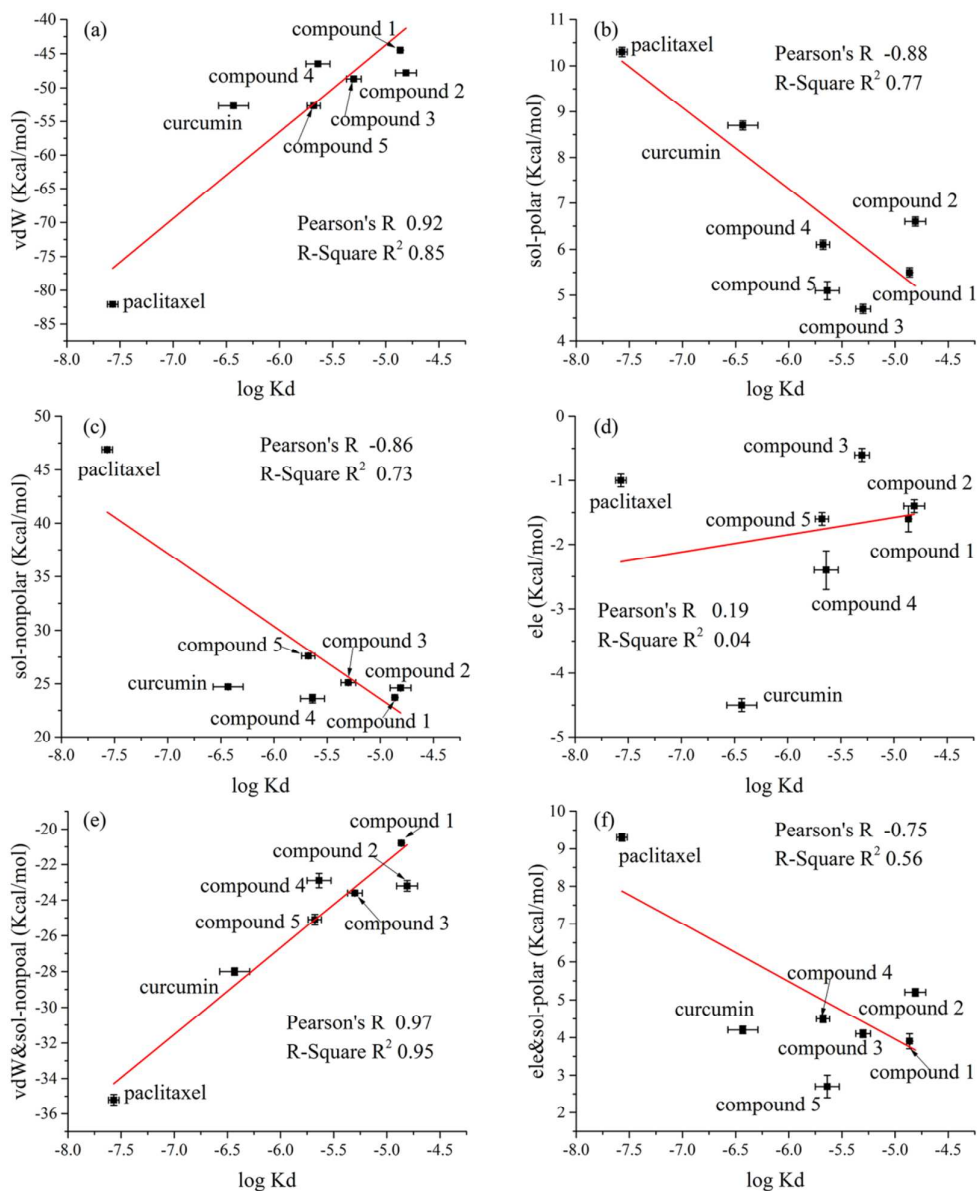 (a)
compound 1
compound 4
compound 2
curcumin
compound 3
compound 5
Pearson's R 0.92
R-Square R² 0.85
paclitaxel
vdW (Kcal/mol)
-40
-45
-50
-55
-60
-65
-70
-75
-80
-85
-8.0 -7.5 -7.0 -6.5 -6.0 -5.5 -5.0 -4.5
log Kd
(b)
paclitaxel
Pearson's R -0.88
R-Square R² 0.77
curcumin
compound 2
compound 4
compound 5
compound 1
compound 3
sol-polar (Kcal/mol)
11
10
9
8
7
6
5
4
-8.0 -7.5 -7.0 -6.5 -6.0 -5.5 -5.0 -4.5
log Kd
(c)
Pearson's R -0.86
R-Square R² 0.73
paclitaxel
compound 3
compound 5
compound 2
curcumin
compound 4
compound 1
sol-nonpolar (Kcal/mol)
50
45
40
35
30
25
20
-8.0 -7.5 -7.0 -6.5 -6.0 -5.5 -5.0 -4.5
log Kd
(d)
compound 3
compound 2
paclitaxel
compound 5
compound 1
compound 4
Pearson's R 0.19
R-Square R² 0.04
curcumin
ele (Kcal/mol)
0
-1
-2
-3
-4
-5
-8.0 -7.5 -7.0 -6.5 -6.0 -5.5 -5.0 -4.5
log Kd
(e)
compound 1
compound 2
compound 4
compound 5
compound 3
curcumin
Pearson's R 0.97
R-Square R² 0.95
paclitaxel
vdW&sol-nonpoal (Kcal/mol)
-20
-22
-24
-26
-28
-30
-32
-34
-36
-8.0 -7.5 -7.0 -6.5 -6.0 -5.5 -5.0 -4.5
log Kd
(f)
Pearson's R -0.75
R-Square R² 0.56
paclitaxel
compound 4
curcumin
compound 2
compound 3
compound 1
compound 5
ele&sol-polar (Kcal/mol)
10
9
8
7
6
5
4
3
2
-8.0 -7.5 -7.0 -6.5 -6.0 -5.5 -5.0 -4.5
log Kd